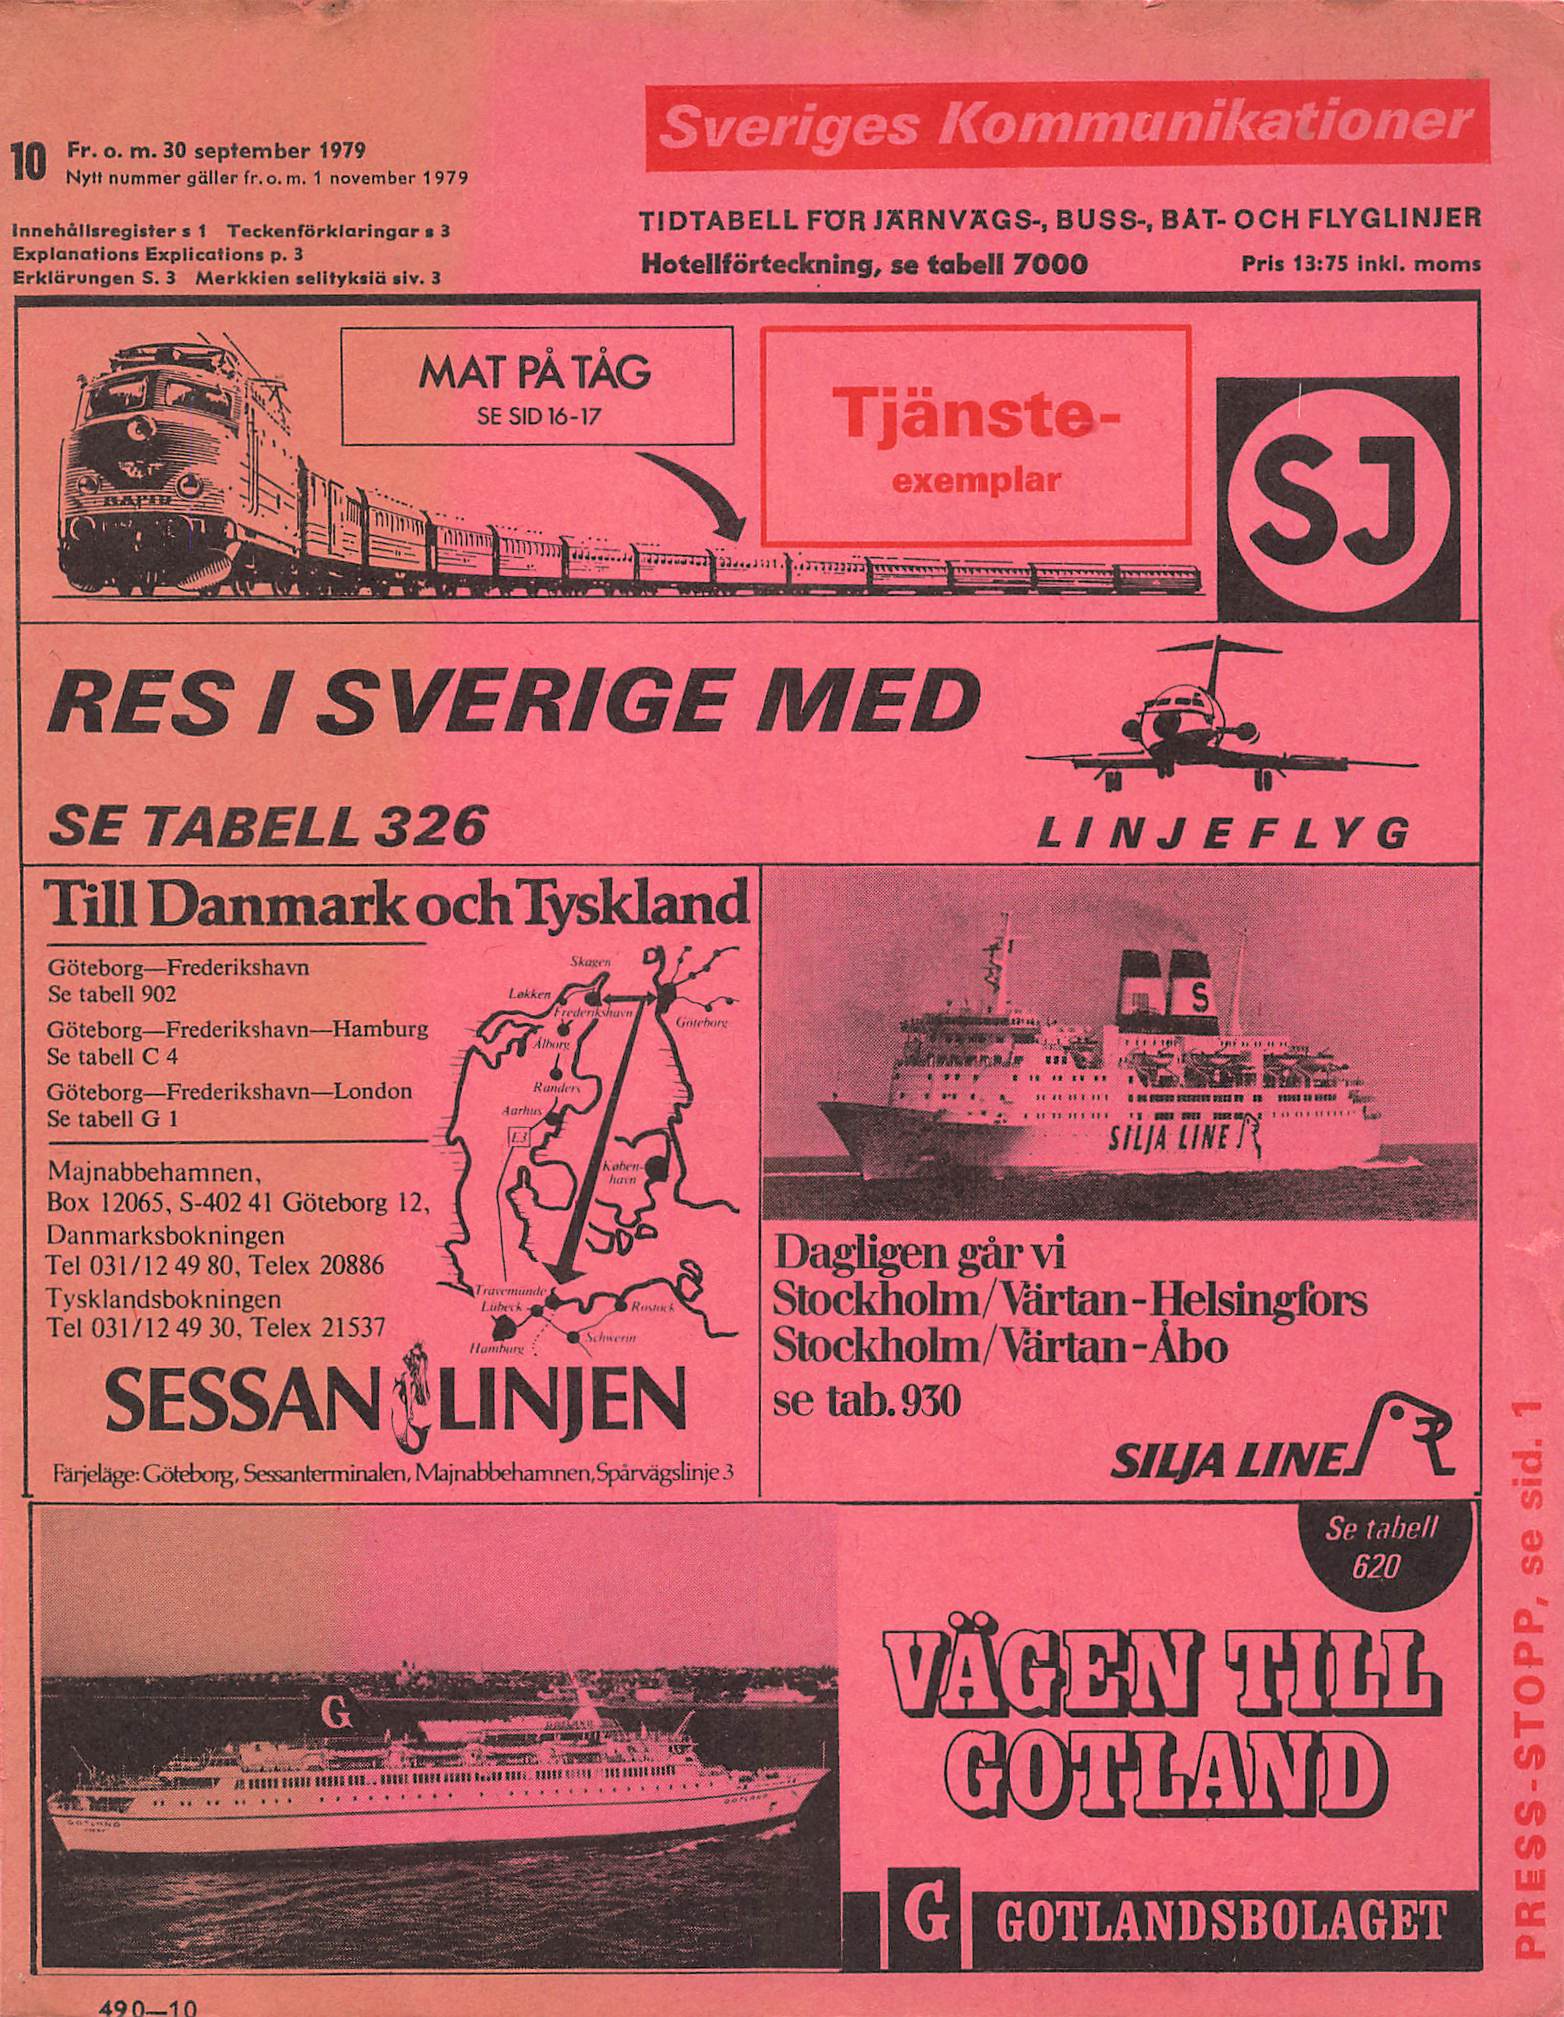 Sveriges Kommunikationer
10 Fr. o. m. 30 september 1979
Nytt nummer gäller fr. o. m. 1 november 1979
Innehållsregister s 1 Teckenförklaringar s 3
Explanations Explications p. 3
Erklärungen S. 3 Merkkien selityksiä siv. 3
TIDTABELL FÖR JÄRNVÄGS-, BUSS-, BÅT- OCH FLYGLINJER
Hotellförteckning, se tabell 7000 Pris 13:75 inkl. moms
MAT PÅ TÅG
SE SID 16-17
Tjänste-
exemplar
SJ
RAPID
RES I SVERIGE MED
SE TABELL 326
LINJEFLYG
Till Danmark och Tyskland
Göteborg—Frederikshavn
Se tabell 902
Göteborg—Frederikshavn—Hamburg
Se tabell C 4
Göteborg—Frederikshavn—London
Se tabell G 1
Majnabbehamnen,
Box 12065, S-402 41 Göteborg 12,
Danmarksbokningen
Tel 031/12 49 80, Telex 20886
Tysklandsbokningen
Tel 031/12 49 30, Telex 21537
Skagen
Løkken
Frederikshavn
Göteborg
Ålborg
Randers
Aarhus
E3
Køben-
havn
Travemünde
Lübeck
Rostock
Schwerin
Hamburg
SESSAN LINJEN
Färjeläge: Göteborg, Sessanterminalen, Majnabbehamnen, Spårvägslinje 3
S
SILJA LINE
Dagligen går vi
Stockholm/Värtan-Helsingfors
Stockholm/Värtan-Åbo
se tab. 930
SILJA LINE
Se tabell
620
VÄGEN TILL
GOTLAND
G
GOTLAND
GOTLAND
GOTLAND
G GOTLANDSBOLAGET
PRESS-STOPP, se sid. 1
490—10